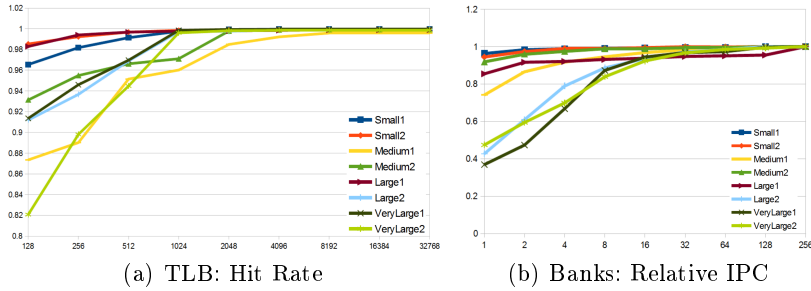 1.02
1
0.98
0.96
0.94
0.92
0.9
0.88
0.86
0.84
0.82
0.8
128 256 512 1024 2048 4096 8192 16384 32768
Small1
Small2
Medium1
Medium2
Large1
Large2
VeryLarge1
VeryLarge2
(a) TLB: Hit Rate
1.2
1
0.8
0.6
0.4
0.2
0
1 2 4 8 16 32 64 128 256
Small1
Small2
Medium1
Medium2
Large1
Large2
VeryLarge1
VeryLarge2
(b) Banks: Relative IPC